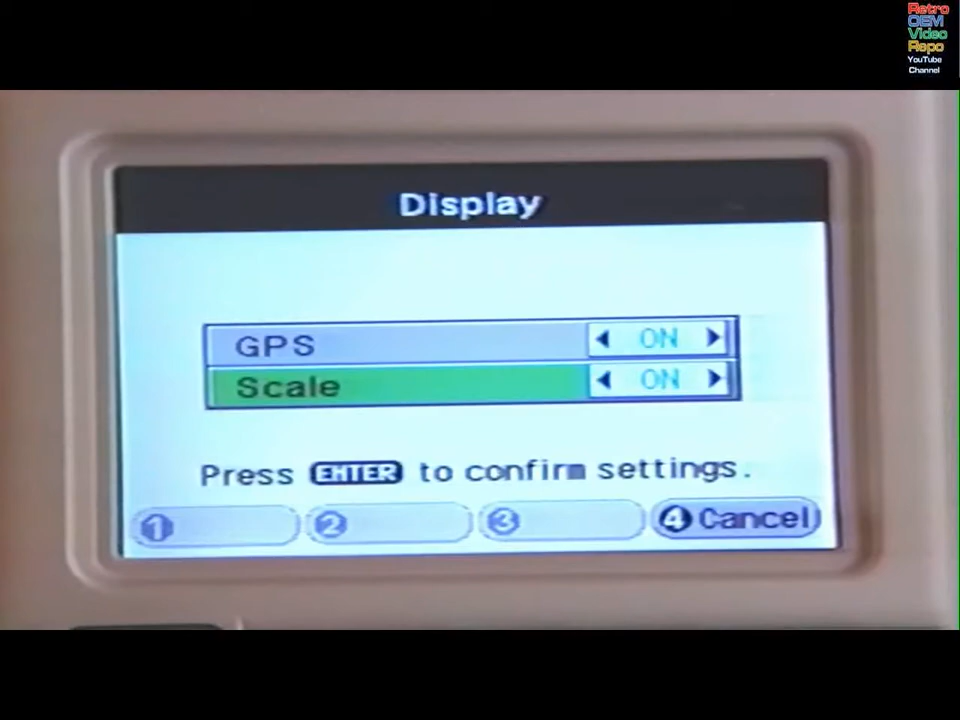 Retro
OEM
Video
Repo
YouTube
Channel
Display
GPS ON
Scale ON
Press ENTER to confirm settings.
1 2 3 4 Cancel